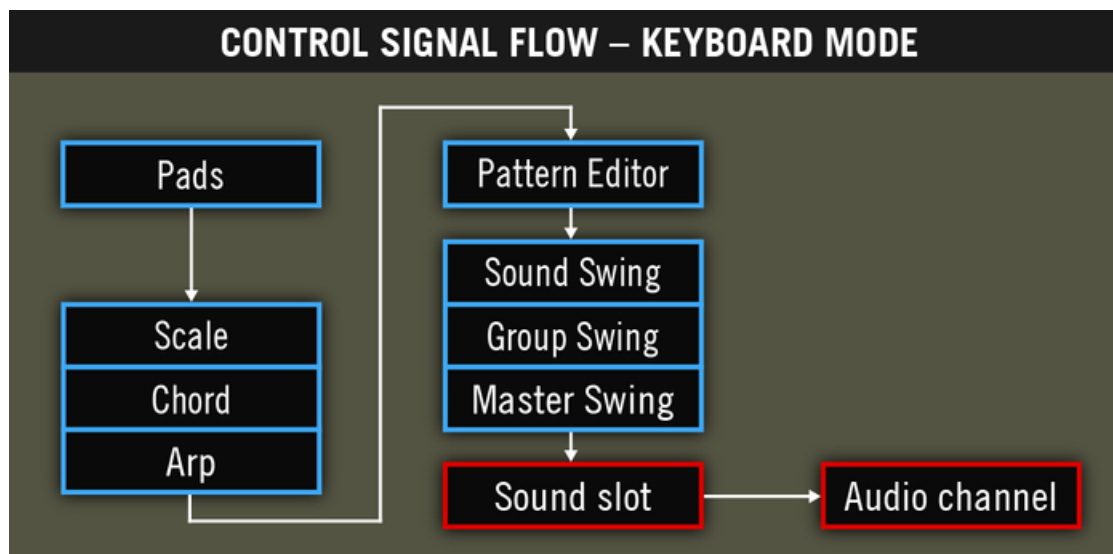 CONTROL SIGNAL FLOW – KEYBOARD MODE
Pads
Scale
Chord
Arp
Pattern Editor
Sound Swing
Group Swing
Master Swing
Sound slot
Audio channel